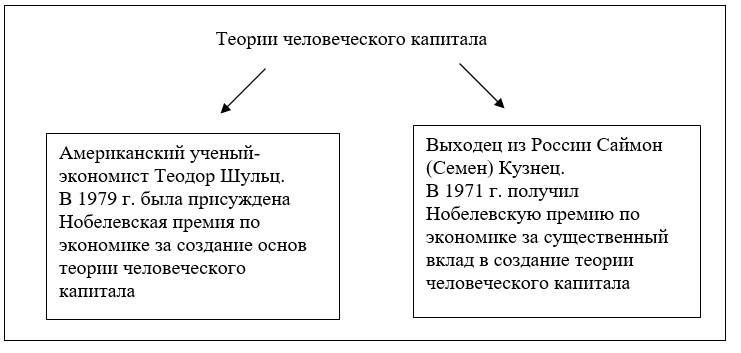 Теории человеческого капитала
Американский ученый-
экономист Теодор Шульц.
В 1979 г. была присуждена
Нобелевская премия по
экономике за создание основ
теории человеческого
капитала
Выходец из России Саймон
(Семен) Кузнец.
В 1971 г. получил
Нобелевскую премию по
экономике за существенный
вклад в создание теории
человеческого капитала